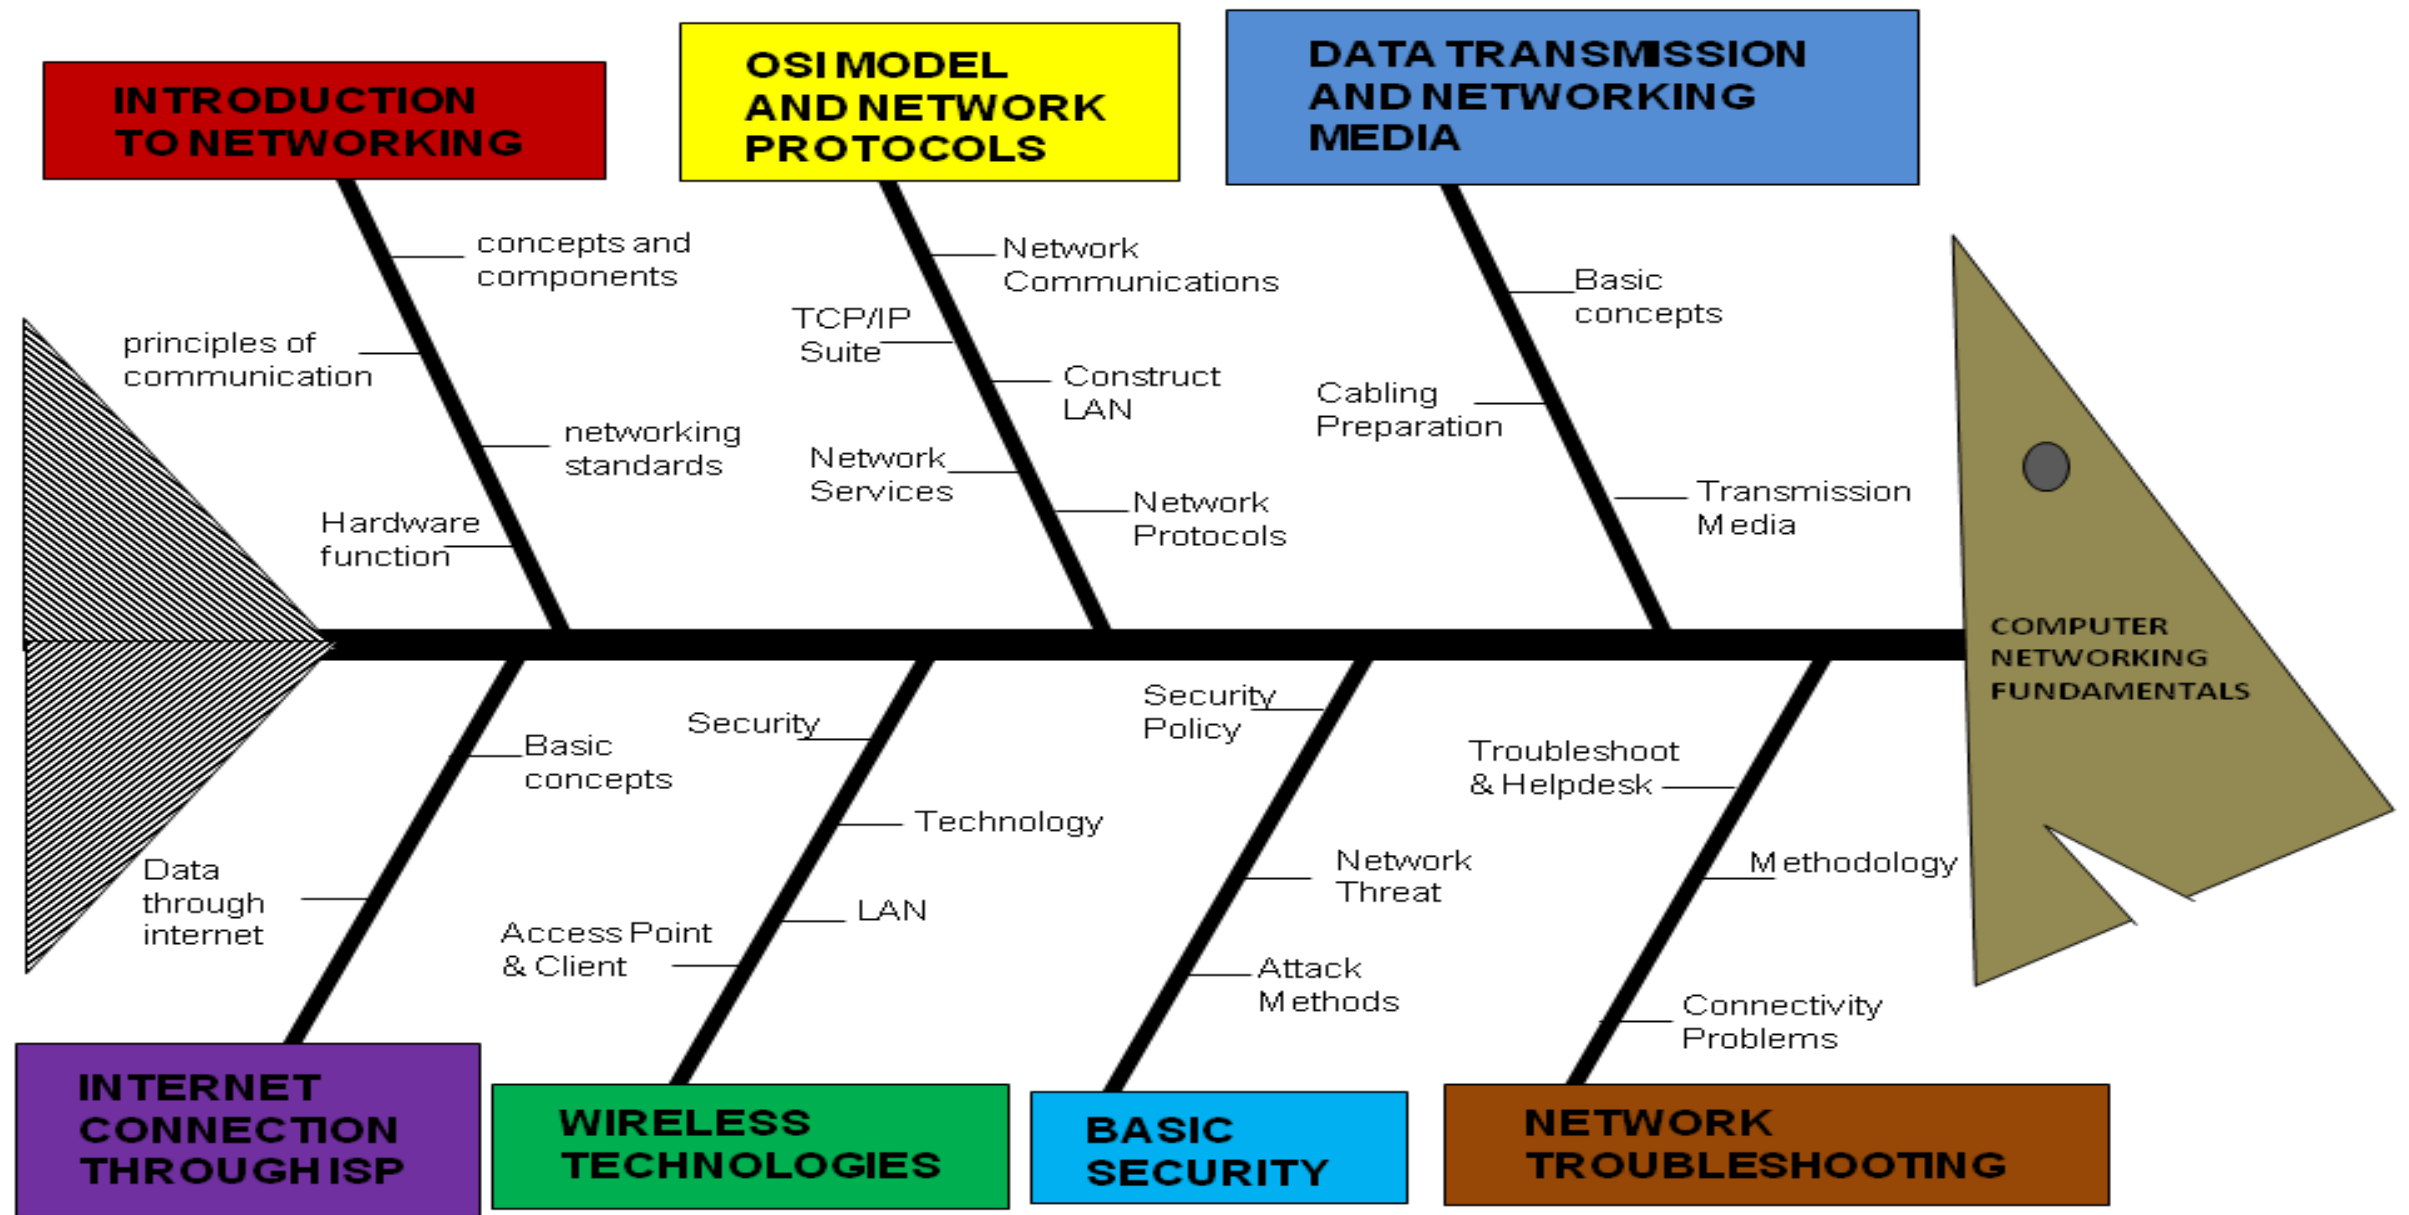 INTRODUCTION
TO NETWORKING
OSI MODEL
AND NETWORK
PROTOCOLS
DATA TRANSMISSION
AND NETWORKING
MEDIA
concepts and
components
principles of
communication
networking
standards
Hardware
function
Network
Communications
TCP/IP
Suite
Construct
LAN
Network
Services
Network
Protocols
Basic
concepts
Cabling
Preparation
Transmission
Media
COMPUTER
NETWORKING
FUNDAMENTALS
Basic
concepts
Data
through
internet
Security
Technology
LAN
Access Point
& Client
Security
Policy
Network
Threat
Attack
Methods
Troubleshoot
& Helpdesk
Methodology
Connectivity
Problems
INTERNET
CONNECTION
THROUGH ISP
WIRELESS
TECHNOLOGIES
BASIC
SECURITY
NETWORK
TROUBLESHOOTING